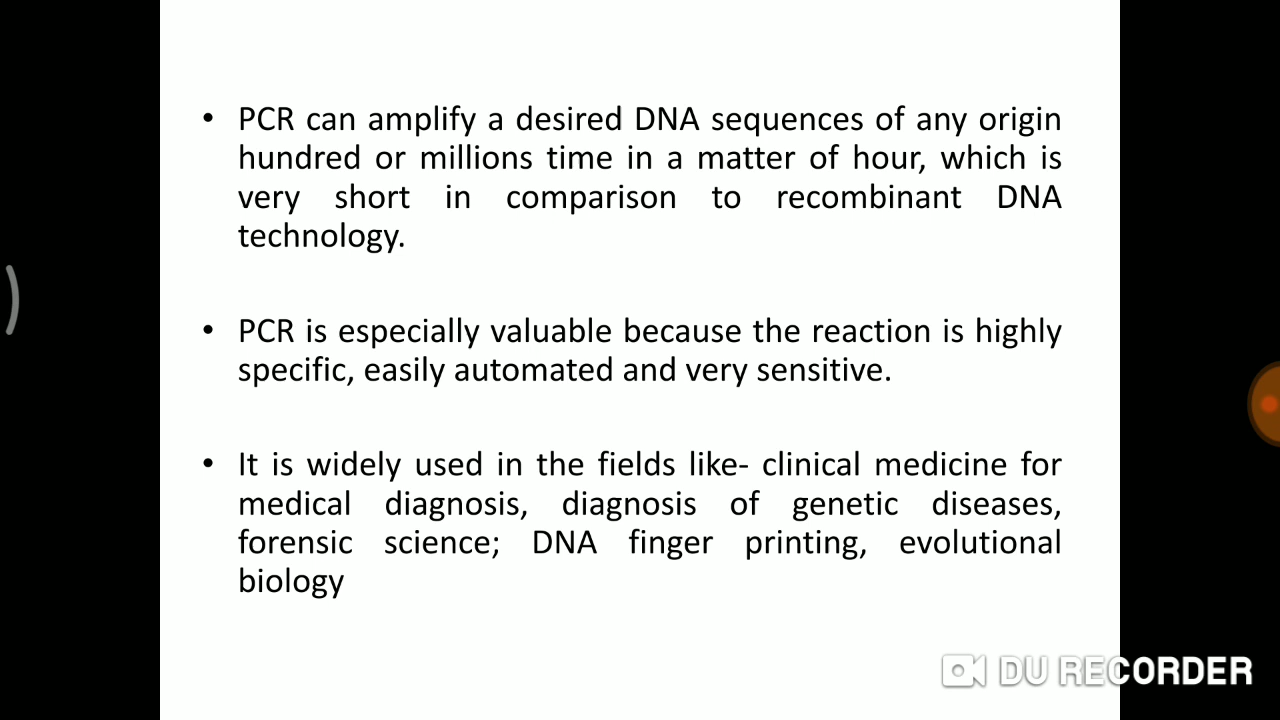 • PCR can amplify a desired DNA sequences of any origin
hundred or millions time in a matter of hour, which is
very short in comparison to recombinant DNA
technology.
• PCR is especially valuable because the reaction is highly
specific, easily automated and very sensitive.
• It is widely used in the fields like- clinical medicine for
medical diagnosis, diagnosis of genetic diseases,
forensic science; DNA finger printing, evolutional
biology
DU RECORDER